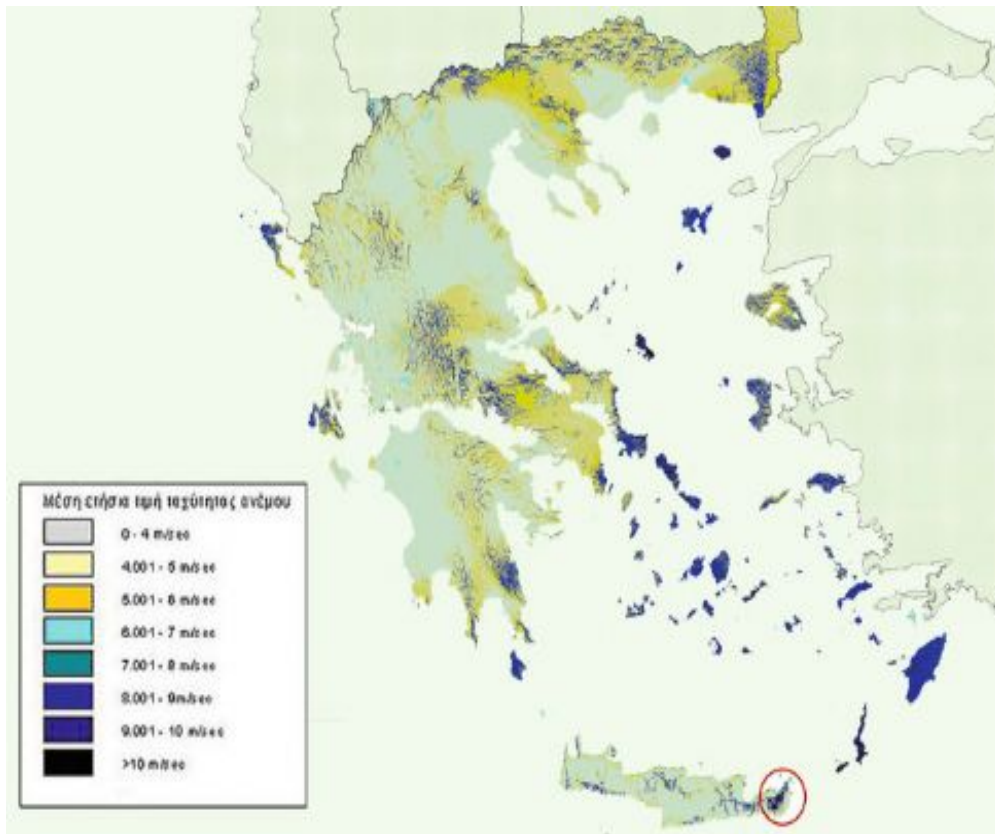 Μέση ετήσια τιμή ταχύτητας ανέμου
0 - 4 m/sec
4.001 - 5 m/sec
5.001 - 6 m/sec
6.001 - 7 m/sec
7.001 - 8 m/sec
8.001 - 9m/sec
9.001 - 10 m/sec
>10 m/sec